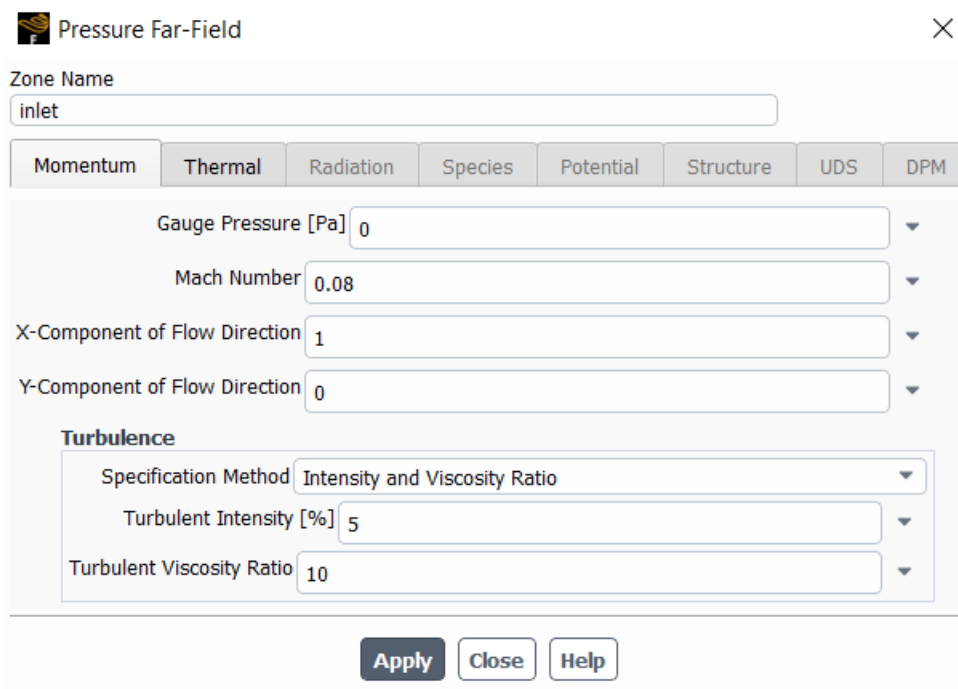 Pressure Far-Field
Zone Name
inlet
Momentum Thermal Radiation Species Potential Structure UDS DPM
Gauge Pressure [Pa] 0
Mach Number 0.08
X-Component of Flow Direction 1
Y-Component of Flow Direction 0
Turbulence
Specification Method Intensity and Viscosity Ratio
Turbulent Intensity [%] 5
Turbulent Viscosity Ratio 10
Apply Close Help